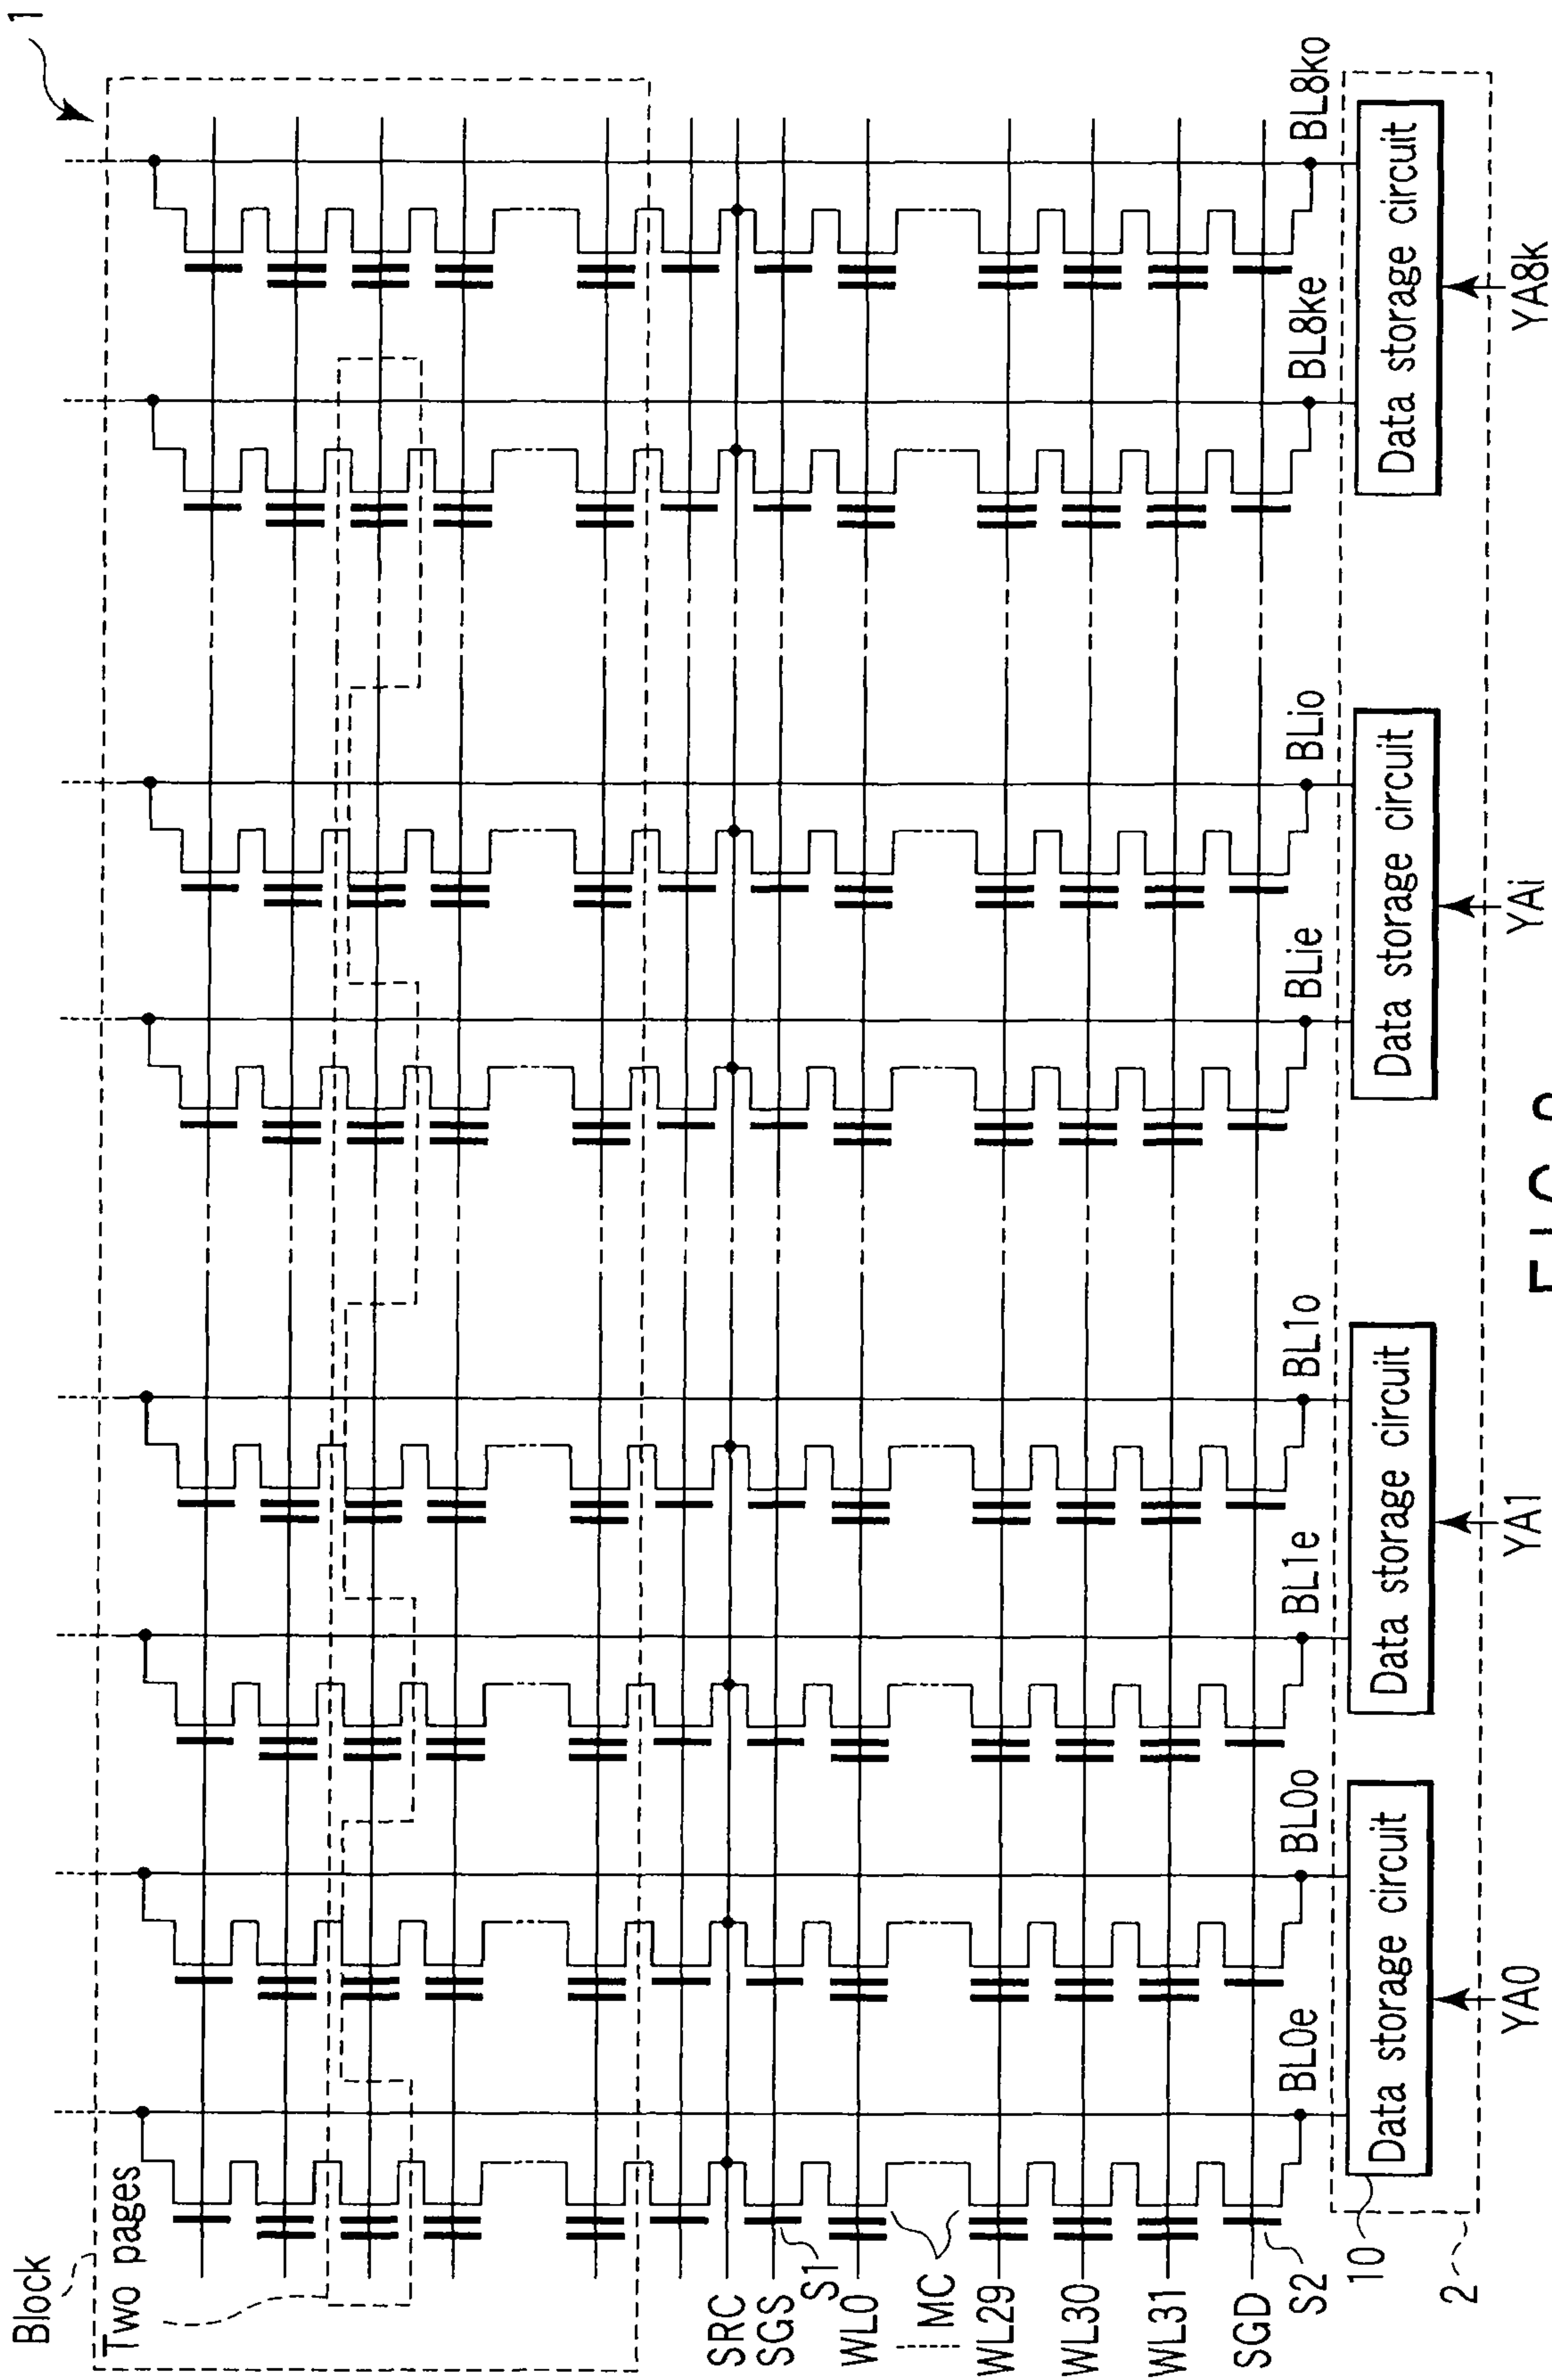 1
Block
Two pages
SRC
SGS
S1
WL0
MC
WL29
WL30
WL31
SGD
S2
BL0e
BL0o
BL1e
BL1o
BLie
BLio
BL8ke
BL8ko
10
2
Data storage circuit
Data storage circuit
Data storage circuit
Data storage circuit
YA0
YA1
YAi
YA8k